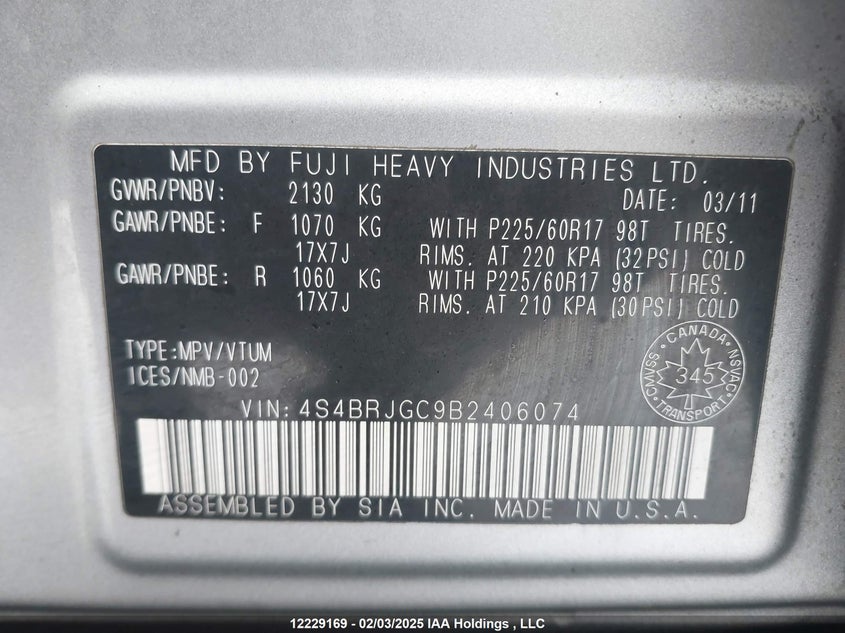 MFD BY FUJI HEAVY INDUSTRIES LTD.
GVWR/PNBV: 2130 KG DATE: 03/11
GAWR/PNBE: F 1070 KG WITH P225/60R17 98T TIRES.
17X7J RIMS. AT 220 KPA (32PSI) COLD
GAWR/PNBE: R 1060 KG WITH P225/60R17 98T TIRES.
17X7J RIMS. AT 210 KPA (30PSI) COLD
TYPE:MPV/VTUM
ICES/NMB-002
CANADA
CMVSS 345 NSVAC
TRANSPORT
VIN: 4S4BRJGC9B2406074
ASSEMBLED BY SIA INC. MADE IN U.S.A.
12229169 - 02/03/2025 IAA Holdings , LLC